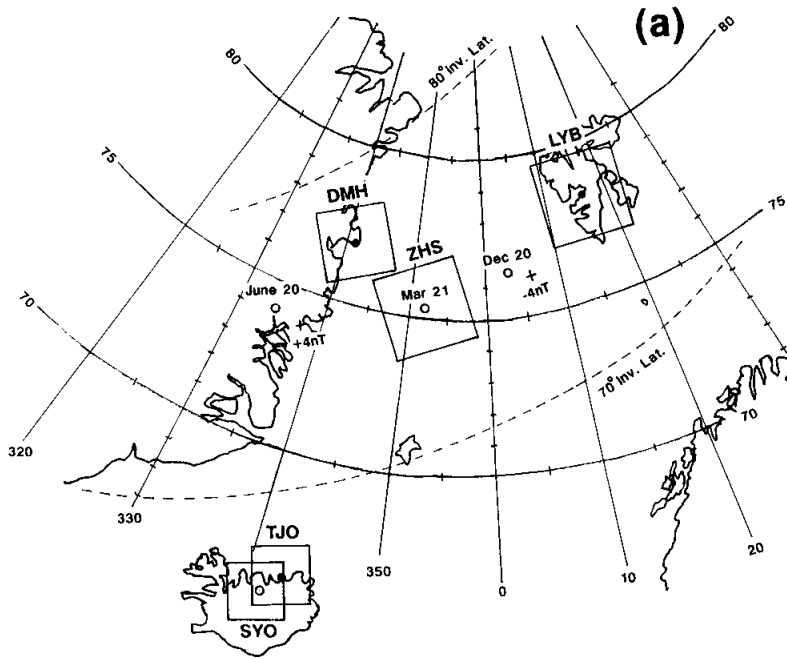 (a)
80
80° Inv. Lat.
80
LYB
75
DMH
75
ZHS
Dec 20
-4nT
June 20
Mar 21
70
+4nT
70° Inv. Lat.
70
320
330
TJO
350
20
10
0
SYO